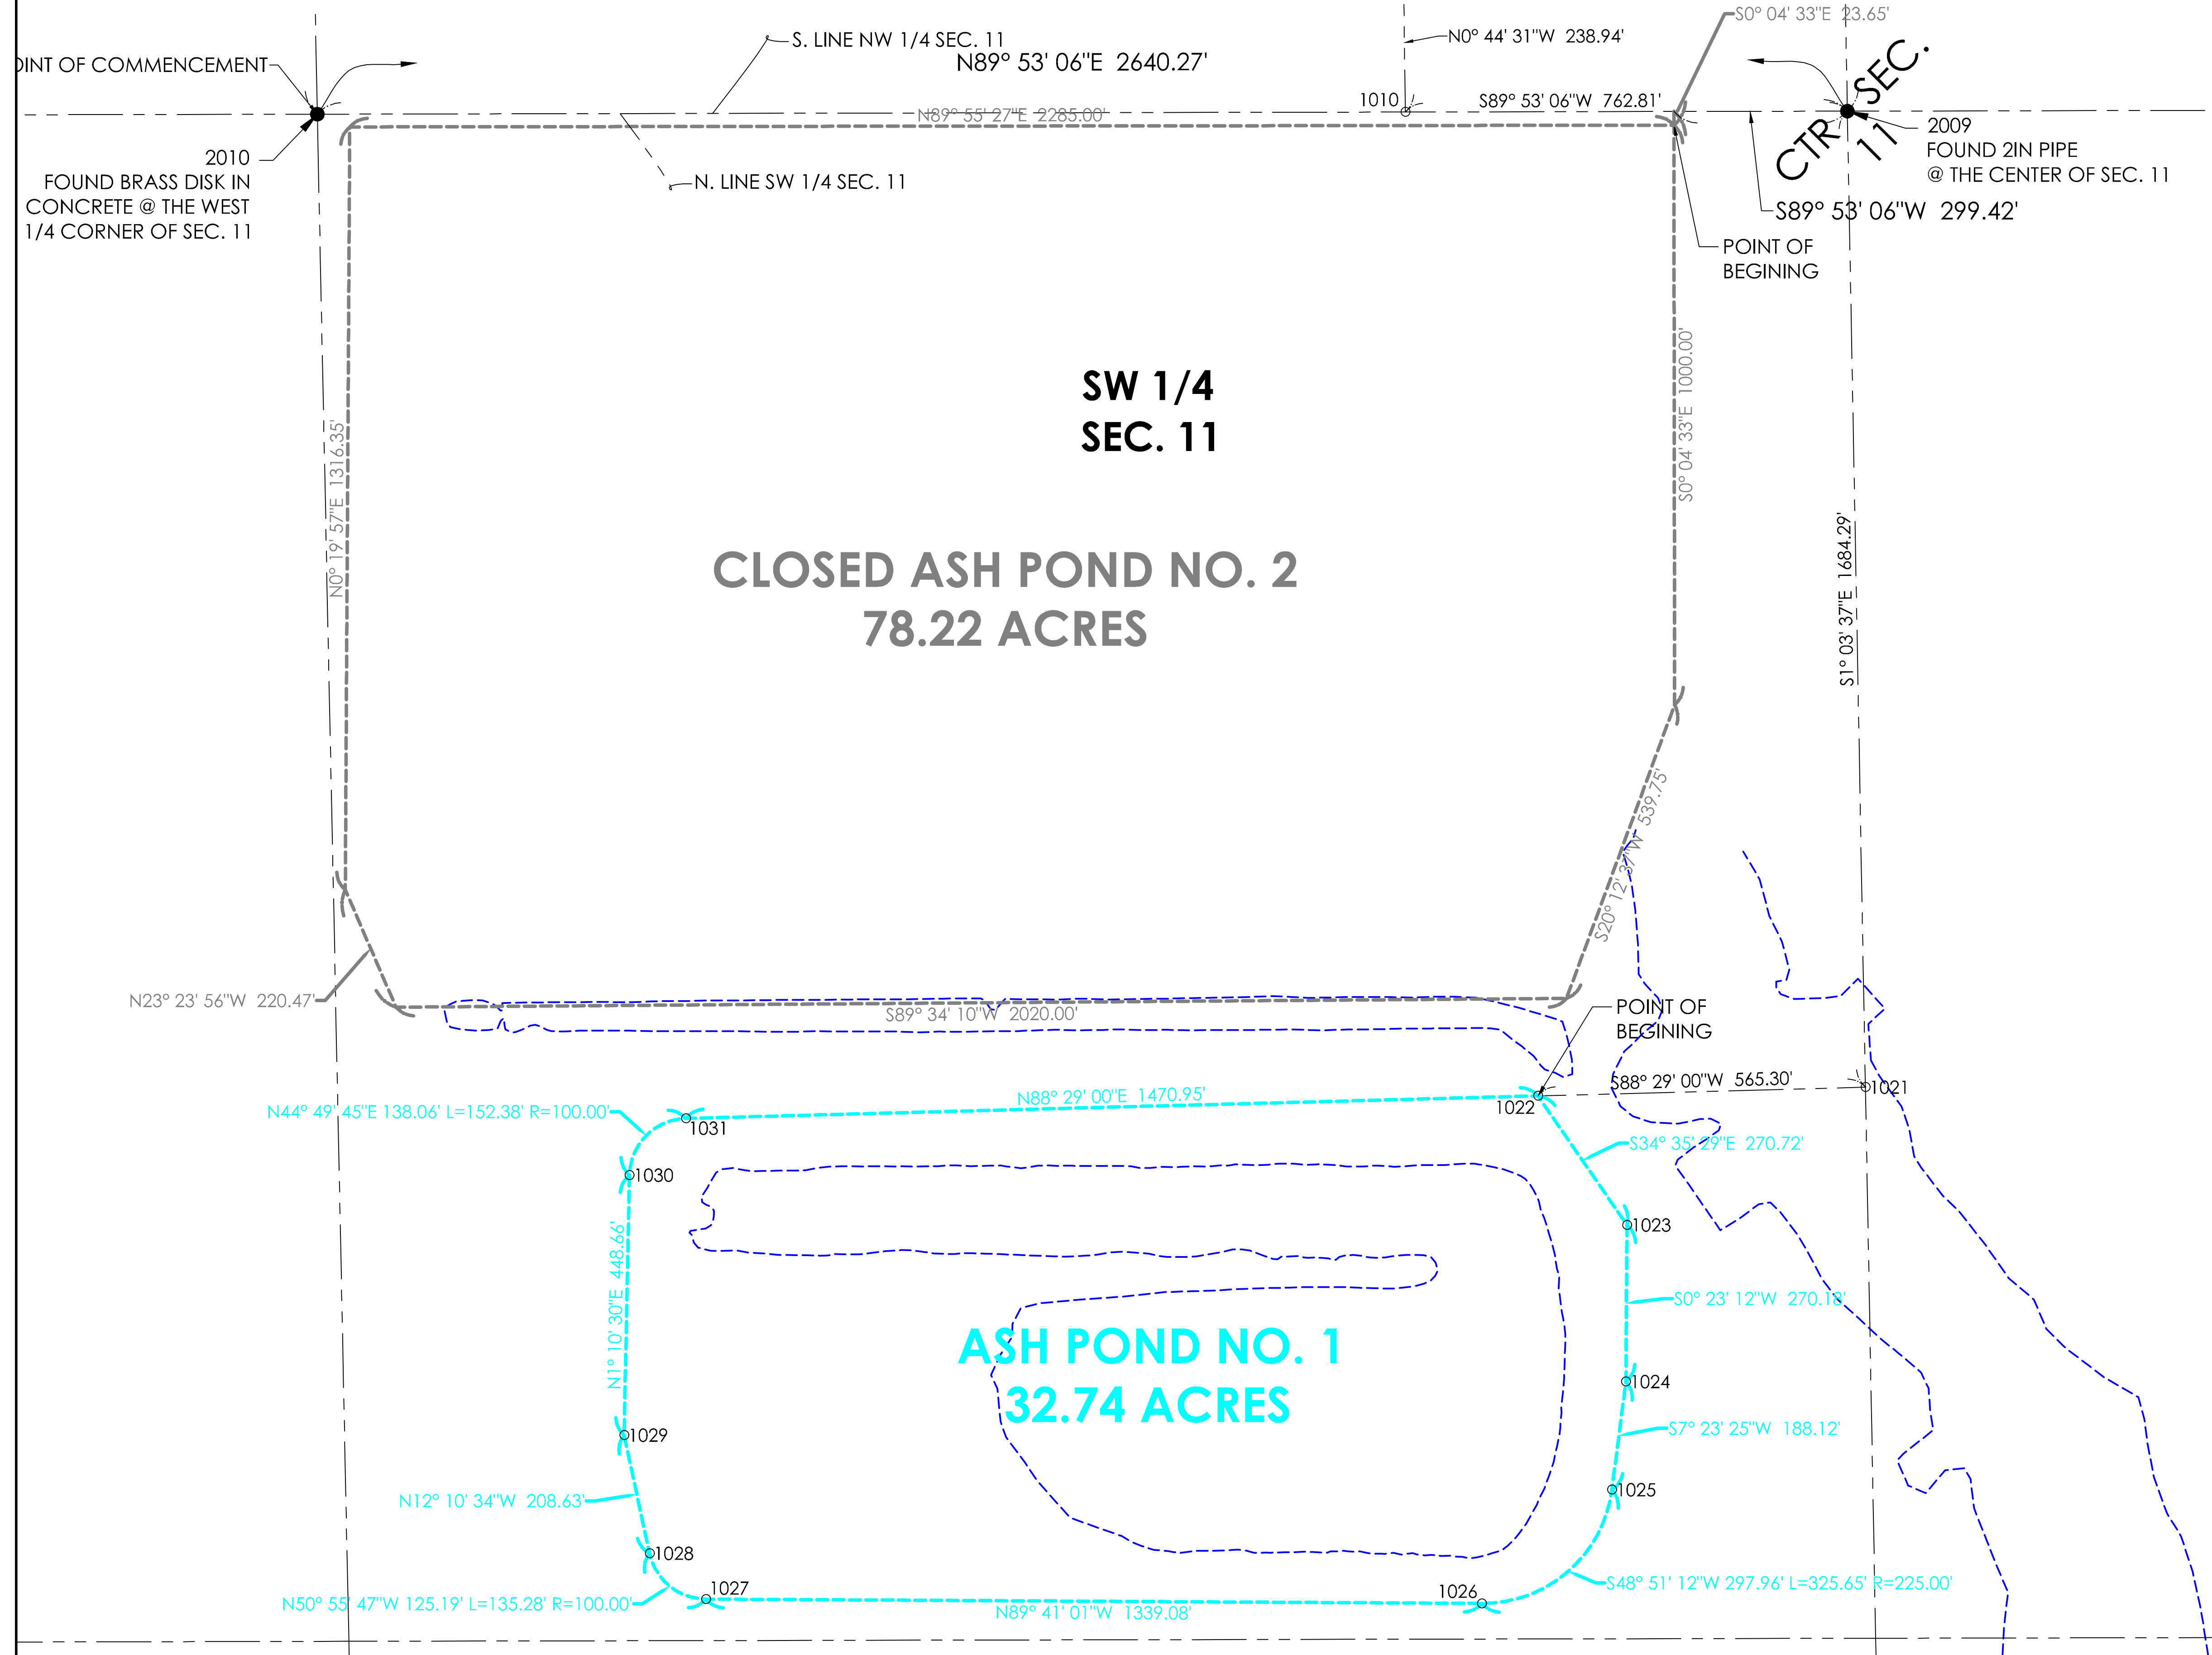 S0° 04' 33"E 23.65'
S. LINE NW 1/4 SEC. 11
N0° 44' 31"W 238.94'
N89° 53' 06"E 2640.27'
OINT OF COMMENCEMENT
CTR SEC.
11
1010
S89° 53' 06"W 762.81'
N89° 55' 27"E 2285.00'
2009
FOUND 2IN PIPE
@ THE CENTER OF SEC. 11
2010
FOUND BRASS DISK IN
CONCRETE @ THE WEST
1/4 CORNER OF SEC. 11
N. LINE SW 1/4 SEC. 11
S89° 53' 06"W 299.42'
POINT OF
BEGINING
SW 1/4
SEC. 11
S0° 04' 33"E 1000.00'
N0° 19' 57"E 1316.35'
CLOSED ASH POND NO. 2
78.22 ACRES
S1° 03' 37"E 1684.29'
S20° 12' 37"W 539.75'
N23° 23' 56"W 220.47'
S89° 34' 10"W 2020.00'
POINT OF
BEGINING
S88° 29' 00"W 565.30'
1021
N88° 29' 00"E 1470.95'
1022
N44° 49' 45"E 138.06' L=152.38' R=100.00'
1031
S34° 35' 29"E 270.72'
1030
1023
N1° 10' 30"E 448.66'
S0° 23' 12"W 270.18'
ASH POND NO. 1
32.74 ACRES
1024
1029
S7° 23' 25"W 188.12'
1025
N12° 10' 34"W 208.63'
1028
S48° 51' 12"W 297.96' L=325.65' R=225.00'
1027
1026
N50° 55' 47"W 125.19' L=135.28' R=100.00'
N89° 41' 01"W 1339.08'